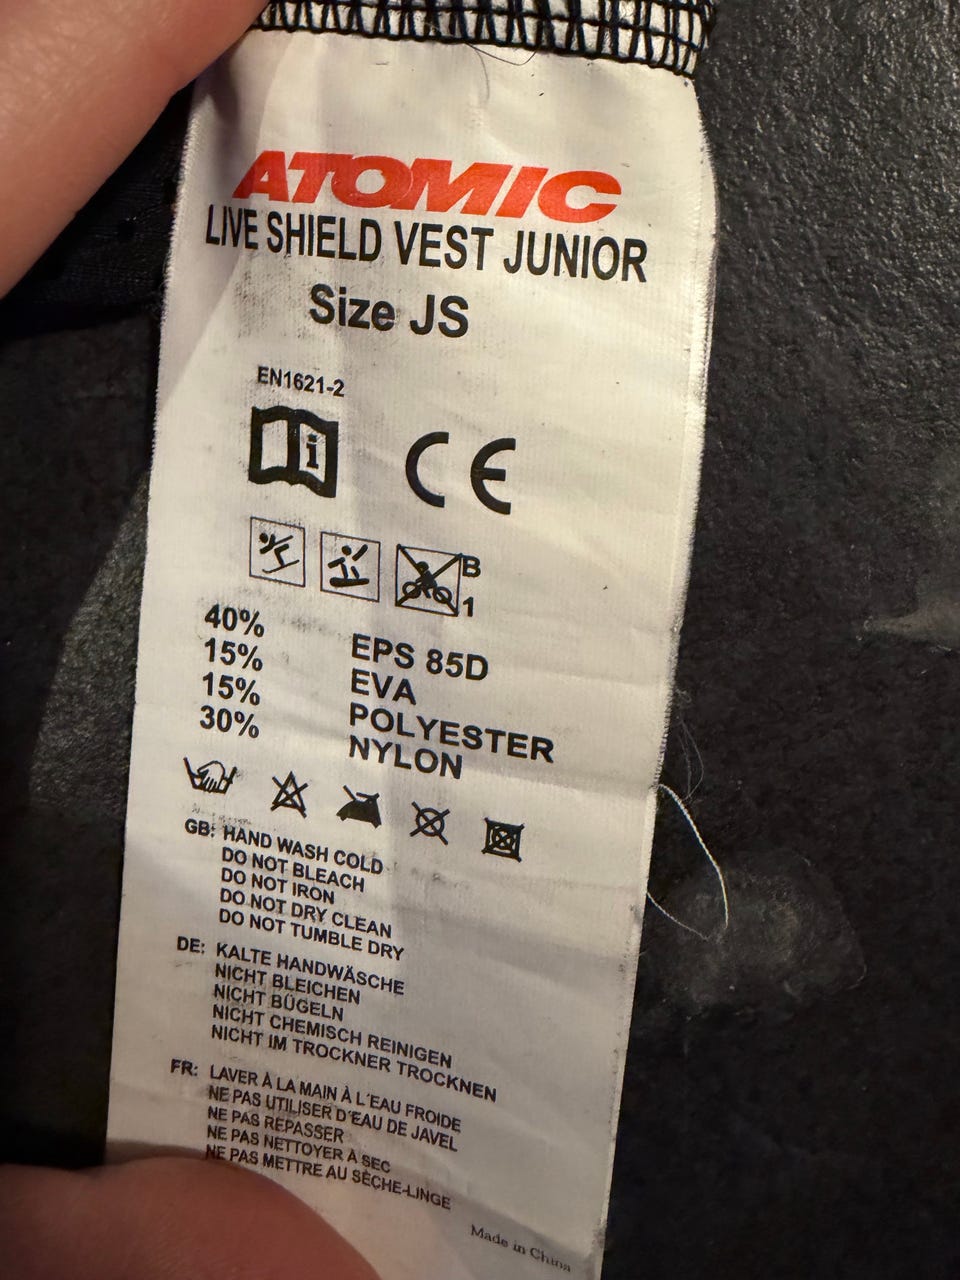 ATOMIC
LIVE SHIELD VEST JUNIOR
Size JS
EN1621-2
i
CE
B
1
40% EPS 85D
15% EVA
15% POLYESTER
30% NYLON
GB: HAND WASH COLD
DO NOT BLEACH
DO NOT IRON
DO NOT DRY CLEAN
DO NOT TUMBLE DRY
DE: KALTE HANDWÄSCHE
NICHT BLEICHEN
NICHT BÜGELN
NICHT CHEMISCH REINIGEN
NICHT IM TROCKNER TROCKNEN
FR: LAVER À LA MAIN À L'EAU FROIDE
NE PAS UTILISER D'EAU DE JAVEL
NE PAS REPASSER
NE PAS NETTOYER À SEC
NE PAS METTRE AU SÈCHE-LINGE
Made in China